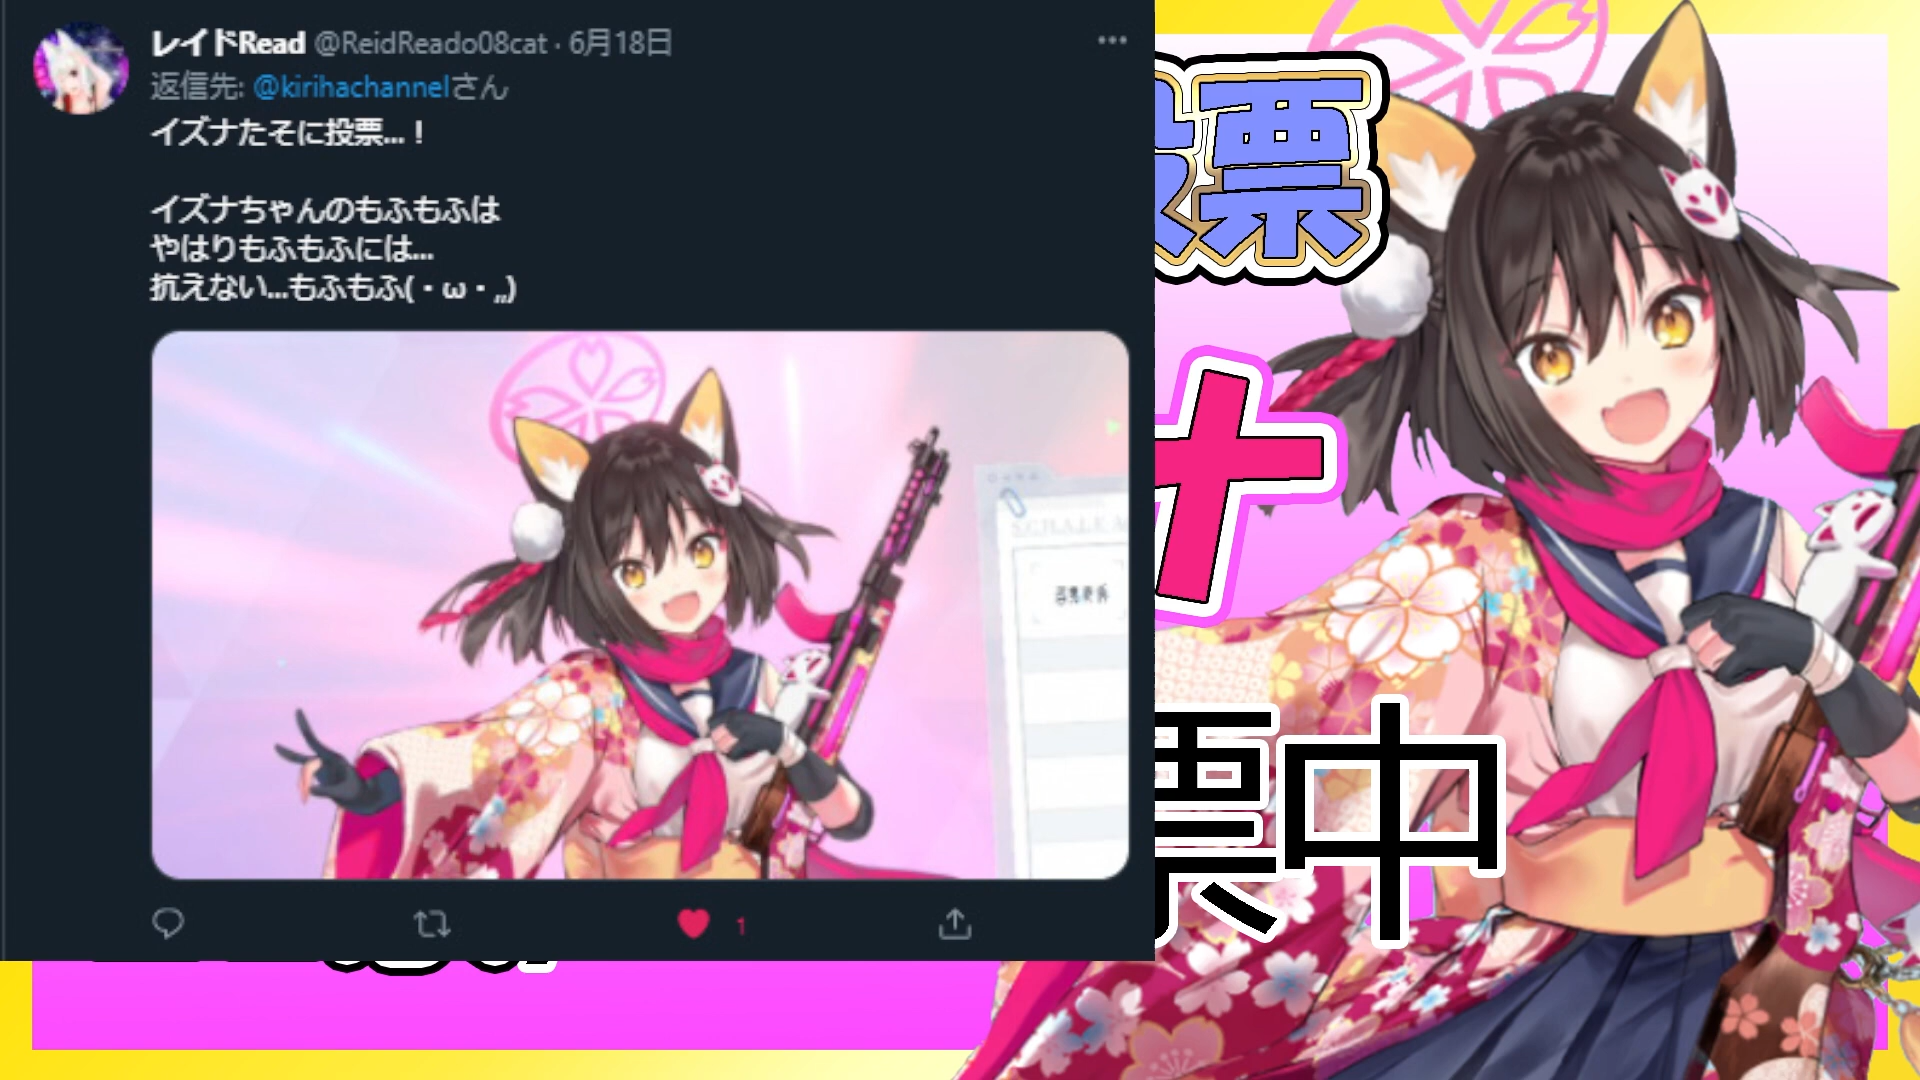 レイドRead @ReidReado08cat · 6月18日
返信先: @kirihachannelさん
イズナたそに投票...！
イズナちゃんのもふもふは
やはりもふもふには...
抗えない...もふもふ(・ω・„)
1
票
ナ
票中